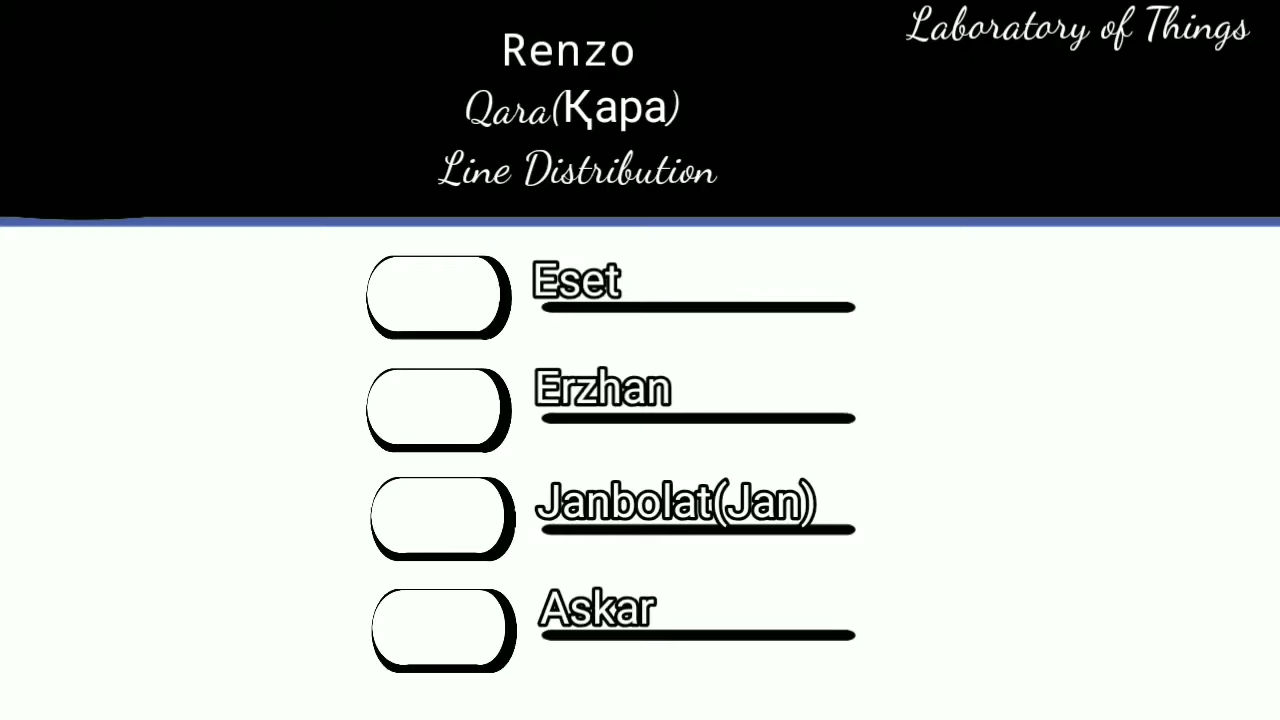 Laboratory of Things
Renzo
Qara(Қара)
Line Distribution
Eset
Erzhan
Janbolat(Jan)
Askar